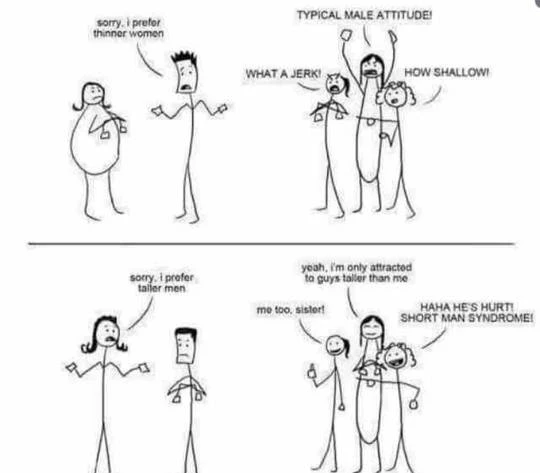 sorry, i prefer
thinner women
TYPICAL MALE ATTITUDE!
WHAT A JERK!
HOW SHALLOW!
sorry, i prefer
taller men
yeah, i'm only attracted
to guys taller than me
me too, sister!
HAHA HE'S HURT!
SHORT MAN SYNDROME!